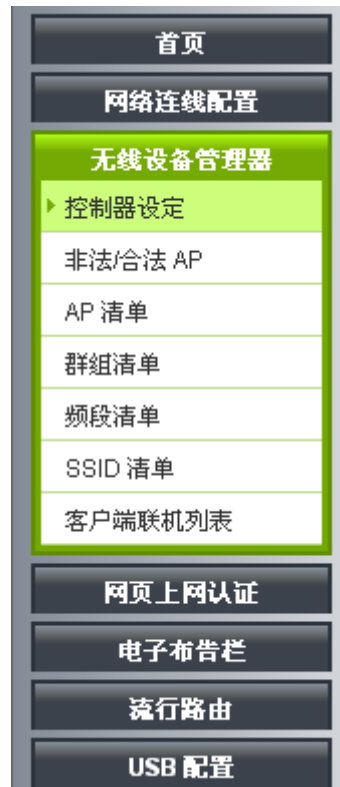 首页
网络连线配置
无线设备管理器
控制器设定
非法/合法 AP
AP 清单
群组清单
频段清单
SSID 清单
客户端联机列表
网页上网认证
电子布告栏
流行路由
USB 配置